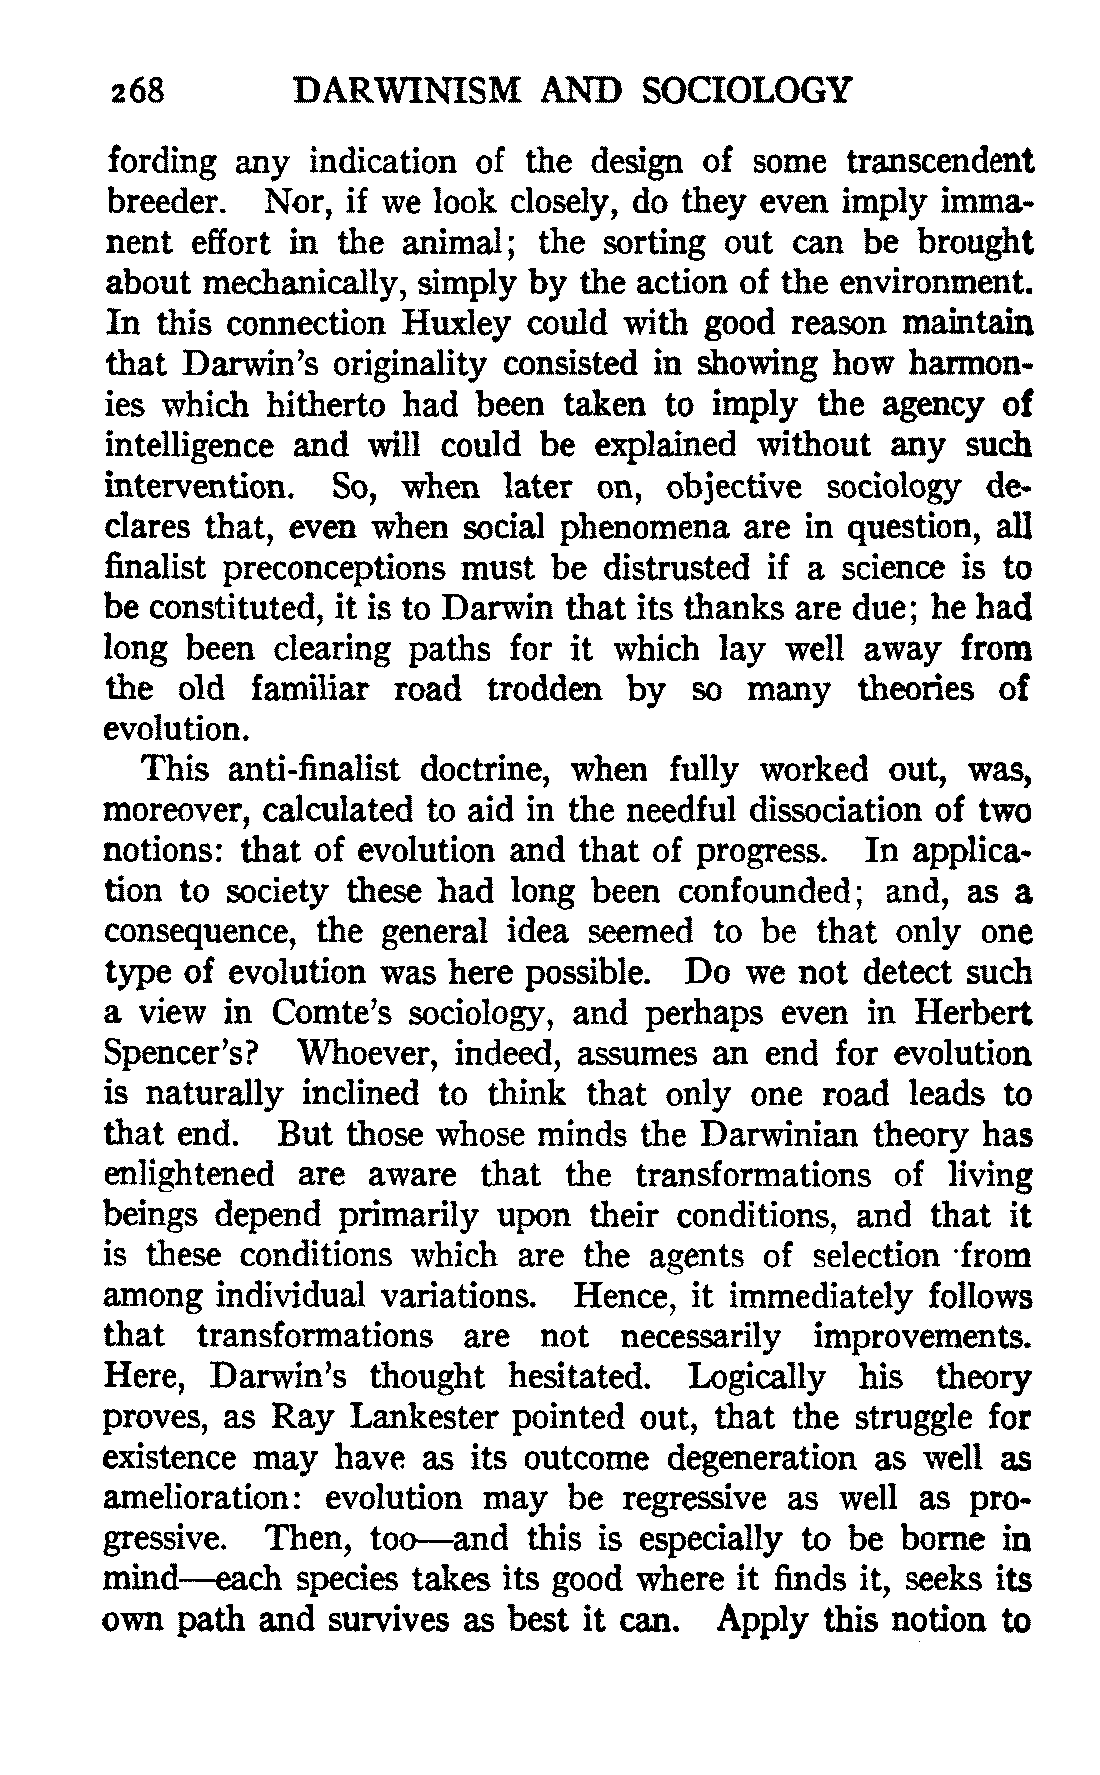 268 DARWINISM AND SOCIOLOGY
fording any indication of the design of some transcendent
breeder. Nor, if we look closely, do they even imply imma-
nent effort in the animal; the sorting out can be brought
about mechanically, simply by the action of the environment.
In this connection Huxley could with good reason maintain
that Darwin's originality consisted in showing how harmon-
ies which hitherto had been taken to imply the agency of
intelligence and will could be explained without any such
intervention. So, when later on, objective sociology de-
clares that, even when social phenomena are in question, all
finalist preconceptions must be distrusted if a science is to
be constituted, it is to Darwin that its thanks are due; he had
long been clearing paths for it which lay well away from
the old familiar road trodden by so many theories of
evolution.
This anti-finalist doctrine, when fully worked out, was,
moreover, calculated to aid in the needful dissociation of two
notions: that of evolution and that of progress. In applica-
tion to society these had long been confounded; and, as a
consequence, the general idea seemed to be that only one
type of evolution was here possible. Do we not detect such
a view in Comte's sociology, and perhaps even in Herbert
Spencer's? Whoever, indeed, assumes an end for evolution
is naturally inclined to think that only one road leads to
that end. But those whose minds the Darwinian theory has
enlightened are aware that the transformations of living
beings depend primarily upon their conditions, and that it
is these conditions which are the agents of selection from
among individual variations. Hence, it immediately follows
that transformations are not necessarily improvements.
Here, Darwin's thought hesitated. Logically his theory
proves, as Ray Lankester pointed out, that the struggle for
existence may have as its outcome degeneration as well as
amelioration: evolution may be regressive as well as pro-
gressive. Then, too—and this is especially to be borne in
mind—each species takes its good where it finds it, seeks its
own path and survives as best it can. Apply this notion to